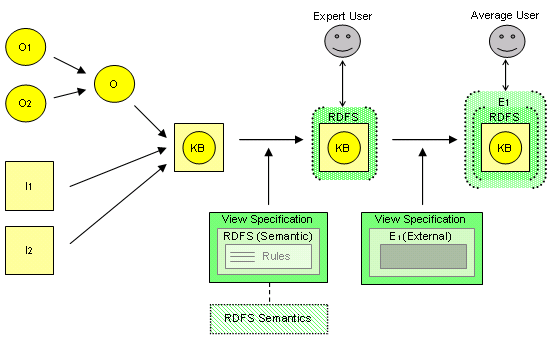 Expert User
Average User
O1
O2
O
E1
RDFS
RDFS
KB
KB
KB
I1
I2
View Specification
RDFS (Semantic)
Rules
View Specification
E1 (External)
RDFS Semantics